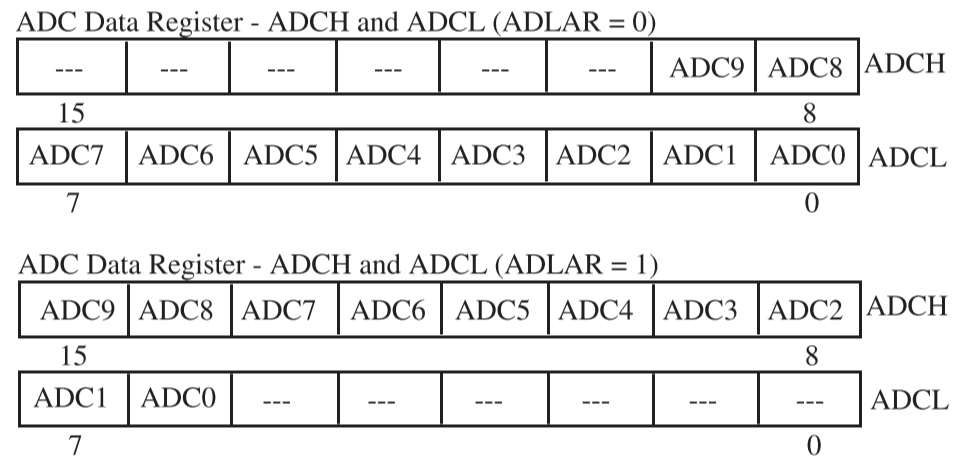 ADC Data Register - ADCH and ADCL (ADLAR = 0)
--- --- --- --- --- --- ADC9 ADC8 ADCH
15 8
ADC7 ADC6 ADC5 ADC4 ADC3 ADC2 ADC1 ADC0 ADCL
7 0
ADC Data Register - ADCH and ADCL (ADLAR = 1)
ADC9 ADC8 ADC7 ADC6 ADC5 ADC4 ADC3 ADC2 ADCH
15 8
ADC1 ADC0 --- --- --- --- --- --- ADCL
7 0